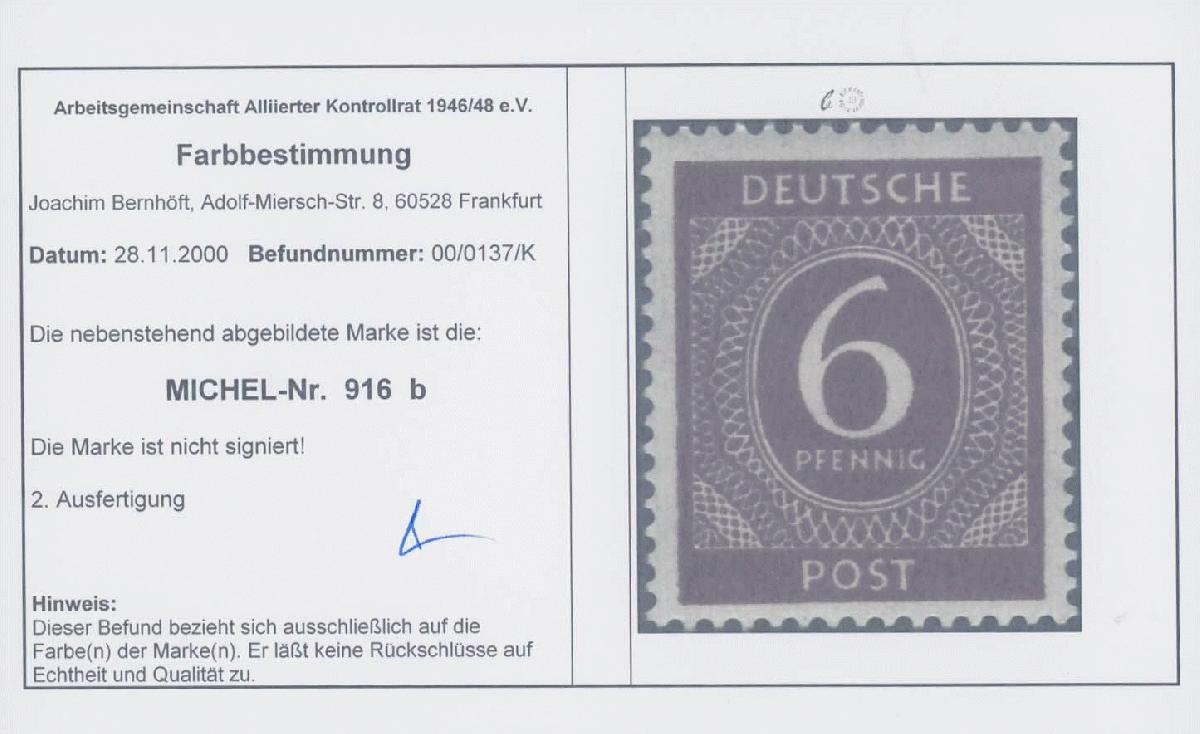 Arbeitsgemeinschaft Alliierter Kontrollrat 1946/48 e.V.
Farbbestimmung
Joachim Bernhöft, Adolf-Miersch-Str. 8, 60528 Frankfurt
Datum: 28.11.2000 Befundnummer: 00/0137/K
Die nebenstehend abgebildete Marke ist die:
MICHEL-Nr. 916 b
Die Marke ist nicht signiert!
2. Ausfertigung
Hinweis:
Dieser Befund bezieht sich ausschließlich auf die
Farbe(n) der Marke(n). Er läßt keine Rückschlüsse auf
Echtheit und Qualität zu.
DEUTSCHE
6
PFENNIG
POST